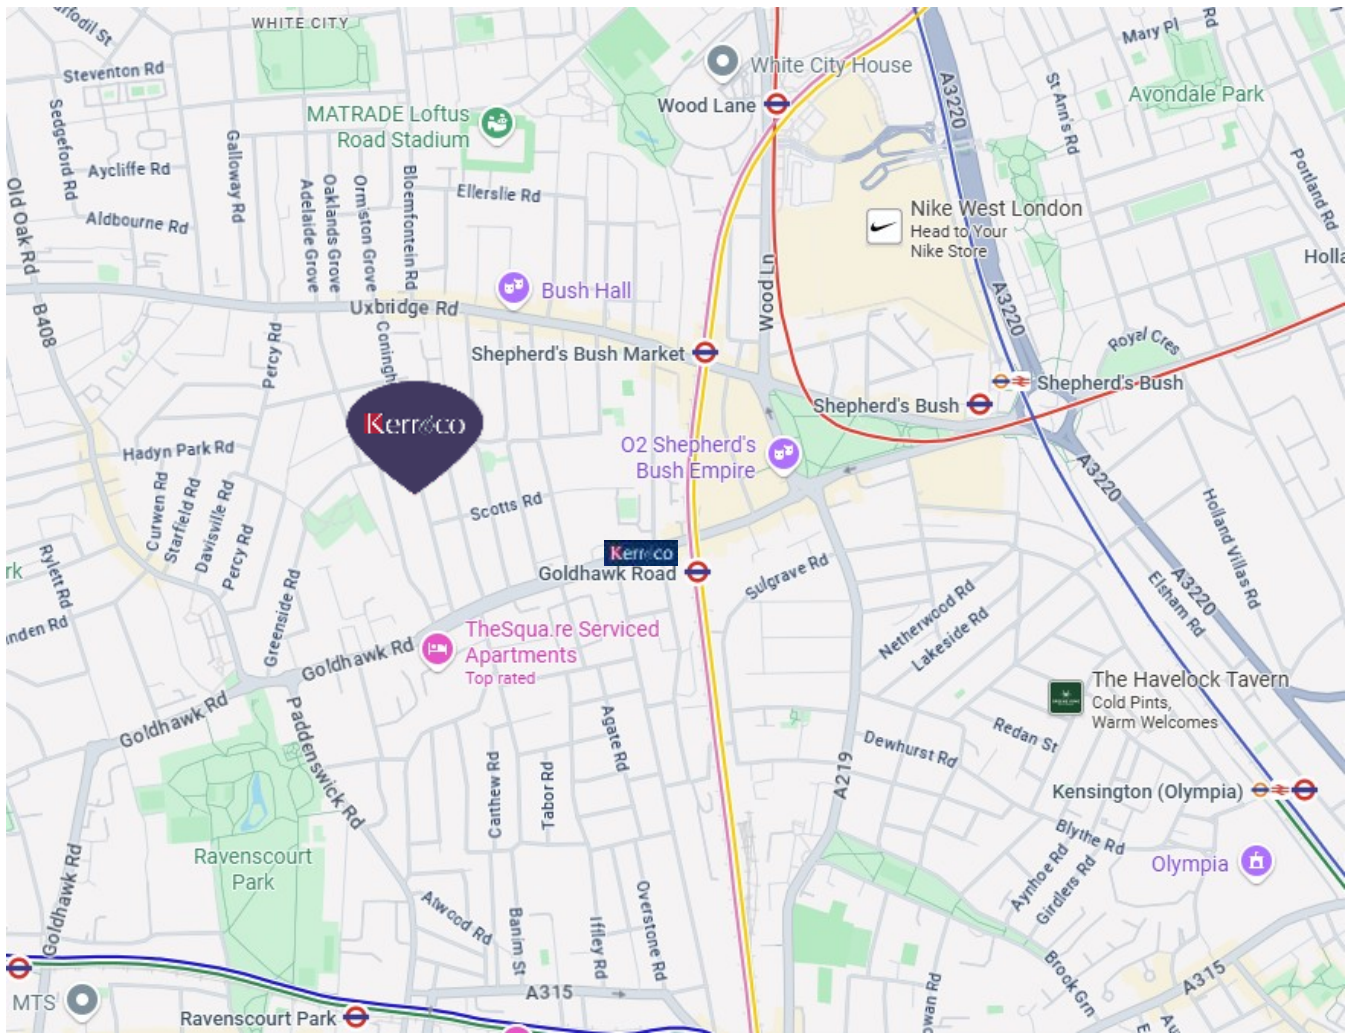 WHITE CITY
Steventon Rd
Sedgeford Rd
Aycliffe Rd
Aldbourne Rd
Old Oak Rd
B408
Galloway Rd
Adelaide Grove
Oaklands Grove
Ormiston Grove
Bloemfontein Rd
MATRADE Loftus
Road Stadium
Ellerslie Rd
White City House
Wood Lane
A3220
St Ann's Rd
Mary Pl
Rd
Avondale Park
Portland Rd
Nike West London
Head to Your
Nike Store
Holla
Bush Hall
Uxbridge Rd
Wood Ln
A3220
Royal Cres
Percy Rd
Coningh
Shepherd's Bush Market
Shepherd's Bush
Shepherd's Bush
Kerr&co
O2 Shepherd's
Bush Empire
Hadyn Park Rd
Curwen Rd
Starfield Rd
Davisville Rd
Percy Rd
Scotts Rd
A3220
Holland Villas Rd
Kerr&co
Goldhawk Road
Sulgrave Rd
Rylett Rd
rk
nden Rd
Greenside Rd
Netherwood Rd
Lakeside Rd
Elsham Rd
A3220
TheSqua.re Serviced
Apartments
Top rated
Goldhawk Rd
Goldhawk Rd
Paddenswick Rd
The Havelock Tavern
Cold Pints,
Warm Welcomes
Agate Rd
Redan St
Dewhurst Rd
A219
Cathnor Rd
Tabor Rd
Kensington (Olympia)
Blythe Rd
Aynhoe Rd
Girdlers Rd
Olympia
Ravenscourt
Park
Goldhawk Rd
Atwood Rd
Banim St
Iffley Rd
Overstone Rd
Brook Grn
A315
A315
MTS
Ravenscourt Park